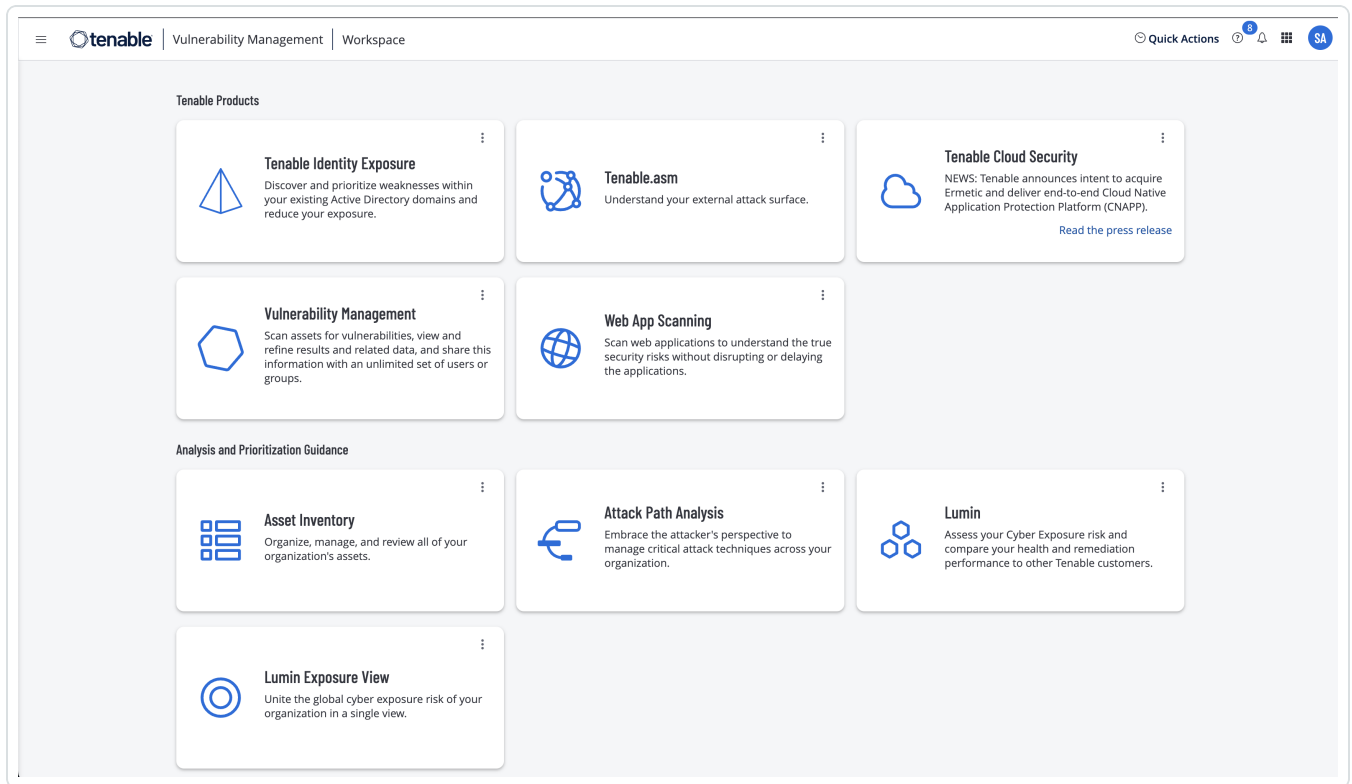 tenable
Vulnerability Management
Workspace
Quick Actions
8
SA
Tenable Products
Tenable Identity Exposure
Discover and prioritize weaknesses within
your existing Active Directory domains and
reduce your exposure.
Tenable.asm
Understand your external attack surface.
Tenable Cloud Security
NEWS: Tenable announces intent to acquire
Ermetic and deliver end-to-end Cloud Native
Application Protection Platform (CNAPP).
Read the press release
Vulnerability Management
Scan assets for vulnerabilities, view and
refine results and related data, and share this
information with an unlimited set of users or
groups.
Web App Scanning
Scan web applications to understand the true
security risks without disrupting or delaying
the applications.
Analysis and Prioritization Guidance
Asset Inventory
Organize, manage, and review all of your
organization's assets.
Attack Path Analysis
Embrace the attacker's perspective to
manage critical attack techniques across your
organization.
Lumin
Assess your Cyber Exposure risk and
compare your health and remediation
performance to other Tenable customers.
Lumin Exposure View
Unite the global cyber exposure risk of your
organization in a single view.